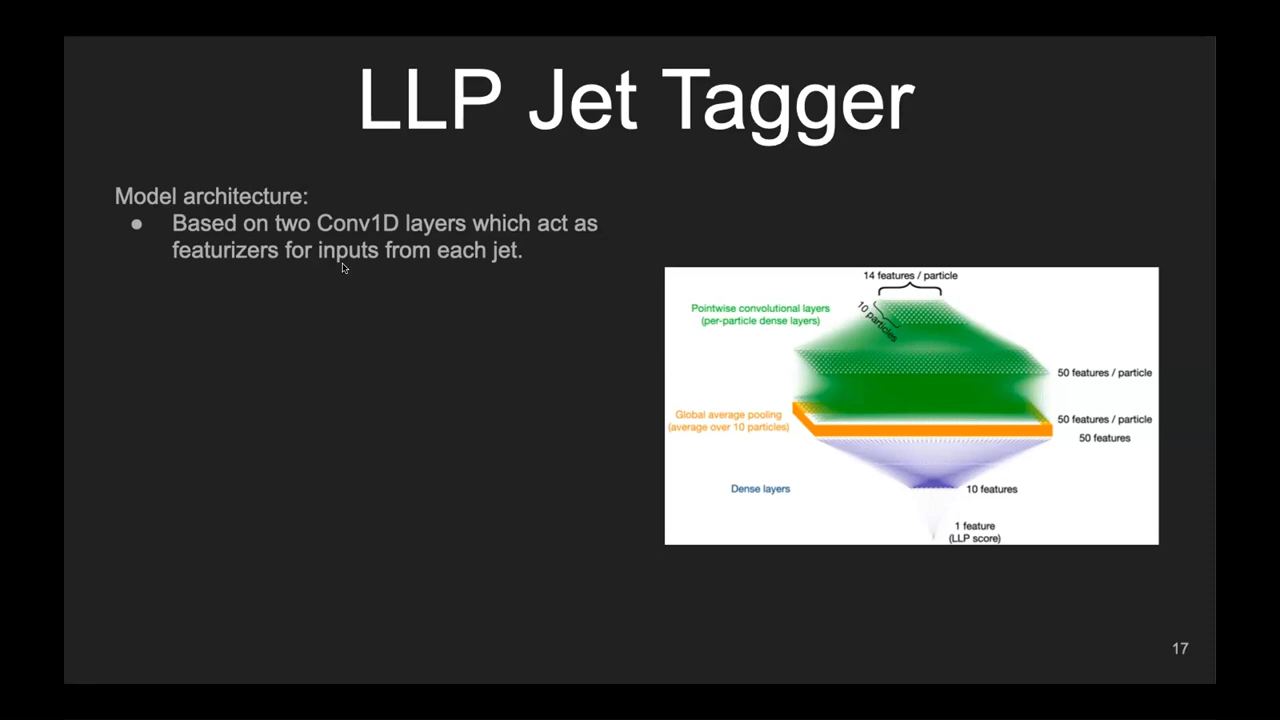 LLP Jet Tagger
Model architecture:
● Based on two Conv1D layers which act as
featurizers for inputs from each jet.
14 features / particle
10 particles
Pointwise convolutional layers
(per-particle dense layers)
50 features / particle
Global average pooling
(average over 10 particles)
50 features / particle
50 features
Dense layers
10 features
1 feature
(LLP score)
17